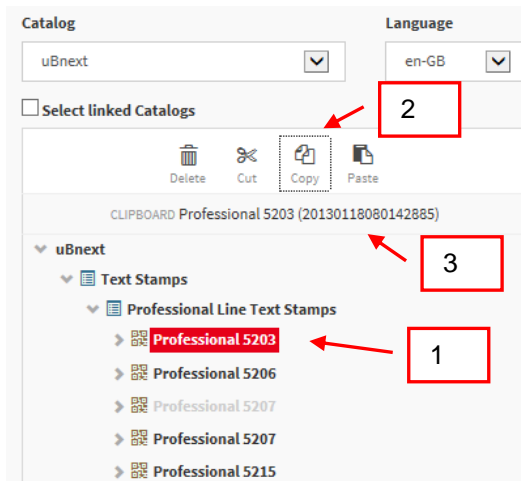 Catalog Language
uBnext en-GB
Select linked Catalogs
2
Delete Cut Copy Paste
CLIPBOARD Professional 5203 (20130118080142885)
3
uBnext
Text Stamps
Professional Line Text Stamps
Professional 5203
1
Professional 5206
Professional 5207
Professional 5207
Professional 5215